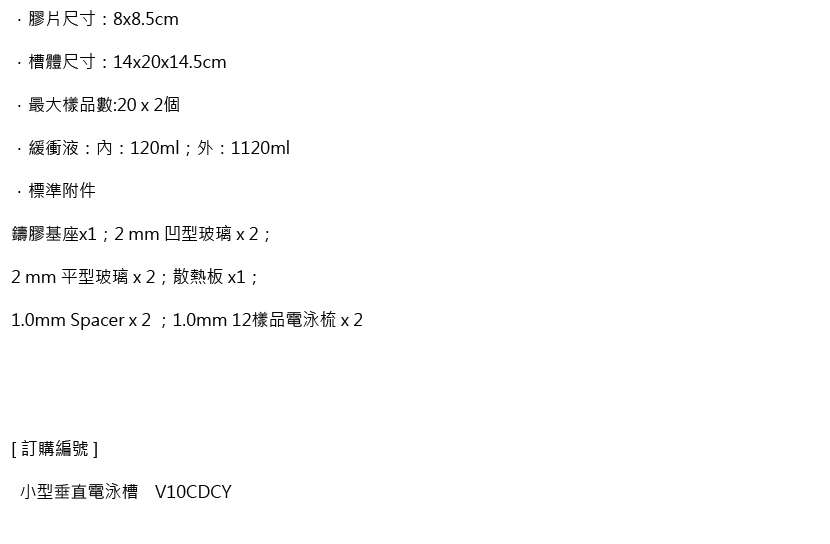 ．膠片尺寸：8x8.5cm
．槽體尺寸：14x20x14.5cm
．最大樣品數:20 x 2個
．緩衝液：內：120ml；外：1120ml
．標準附件
鑄膠基座x1；2 mm 凹型玻璃 x 2；
2 mm 平型玻璃 x 2；散熱板 x1；
1.0mm Spacer x 2 ；1.0mm 12樣品電泳梳 x 2
[ 訂購編號 ]
小型垂直電泳槽　V10CDCY